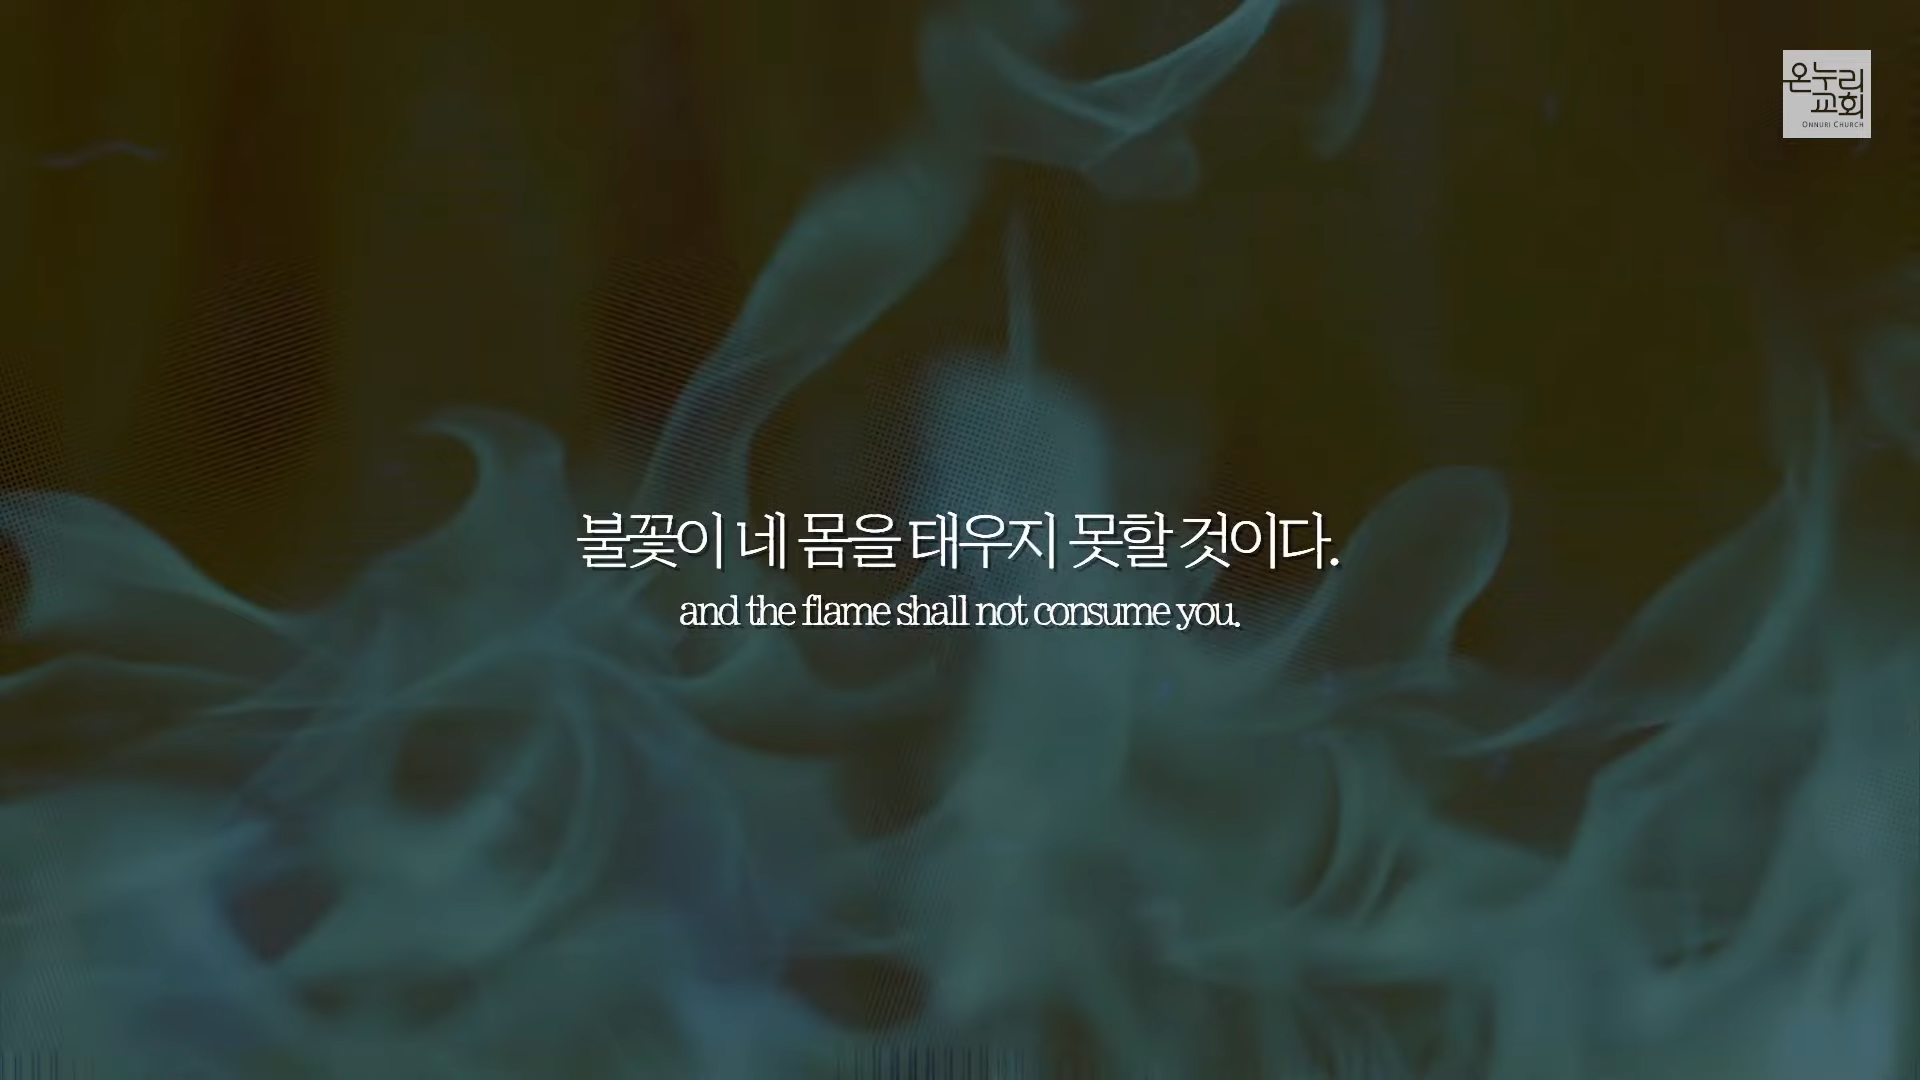 온누리
교회
ONNURI CHURCH
불꽃이 네 몸을 태우지 못할 것이다.
and the flame shall not consume you.